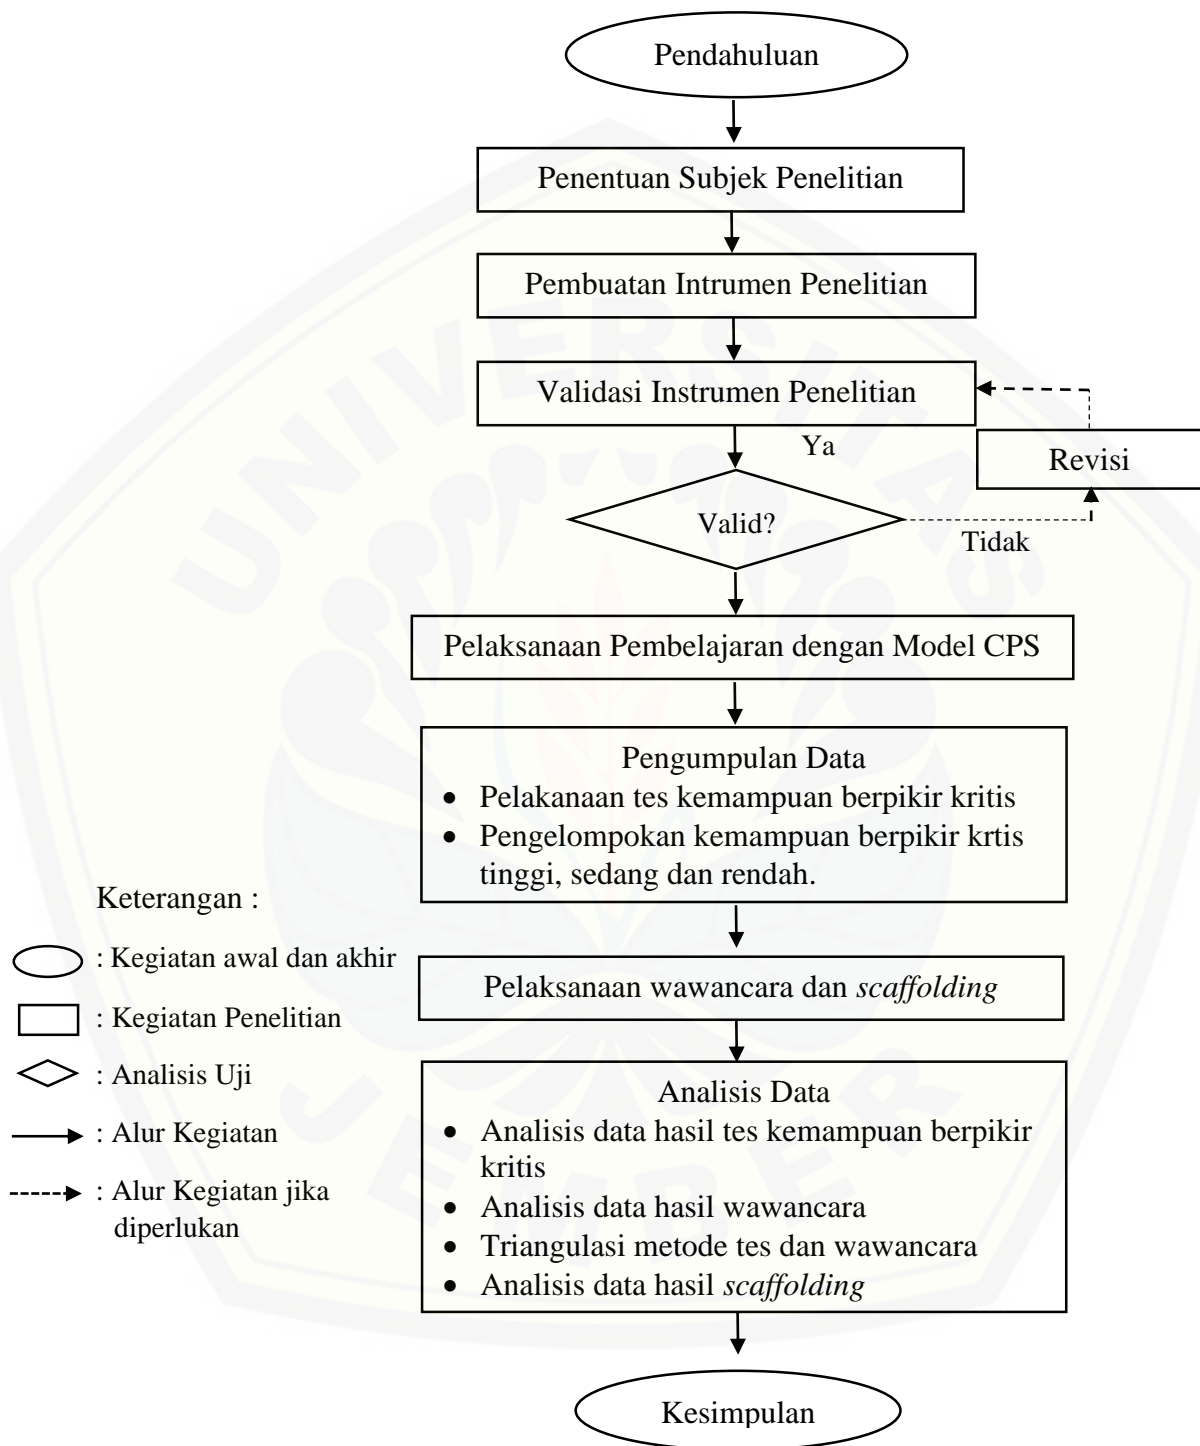 Pendahuluan
Penentuan Subjek Penelitian
Pembuatan Intrumen Penelitian
Validasi Instrumen Penelitian
Ya
Revisi
Valid?
Tidak
Pelaksanaan Pembelajaran dengan Model CPS
Pengumpulan Data
• Pelakanaan tes kemampuan berpikir kritis
• Pengelompokan kemampuan berpikir krtis
tinggi, sedang dan rendah.
Pelaksanaan wawancara dan scaffolding
Analisis Data
• Analisis data hasil tes kemampuan berpikir
kritis
• Analisis data hasil wawancara
• Triangulasi metode tes dan wawancara
• Analisis data hasil scaffolding
Kesimpulan
Keterangan :
: Kegiatan awal dan akhir
: Kegiatan Penelitian
: Analisis Uji
: Alur Kegiatan
: Alur Kegiatan jika
diperlukan
UNIVERSITAS
JEMBER